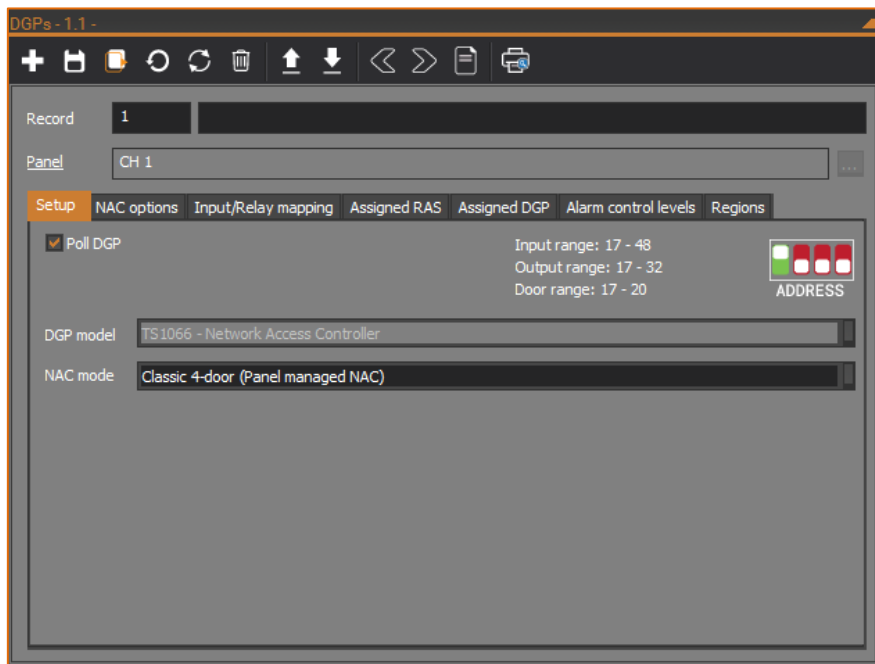 DGPs - 1.1 -
Record 1
Panel CH 1 ...
Setup NAC options Input/Relay mapping Assigned RAS Assigned DGP Alarm control levels Regions
Poll DGP
Input range: 17 - 48
Output range: 17 - 32
Door range: 17 - 20
ADDRESS
DGP model TS1066 - Network Access Controller
NAC mode Classic 4-door (Panel managed NAC)